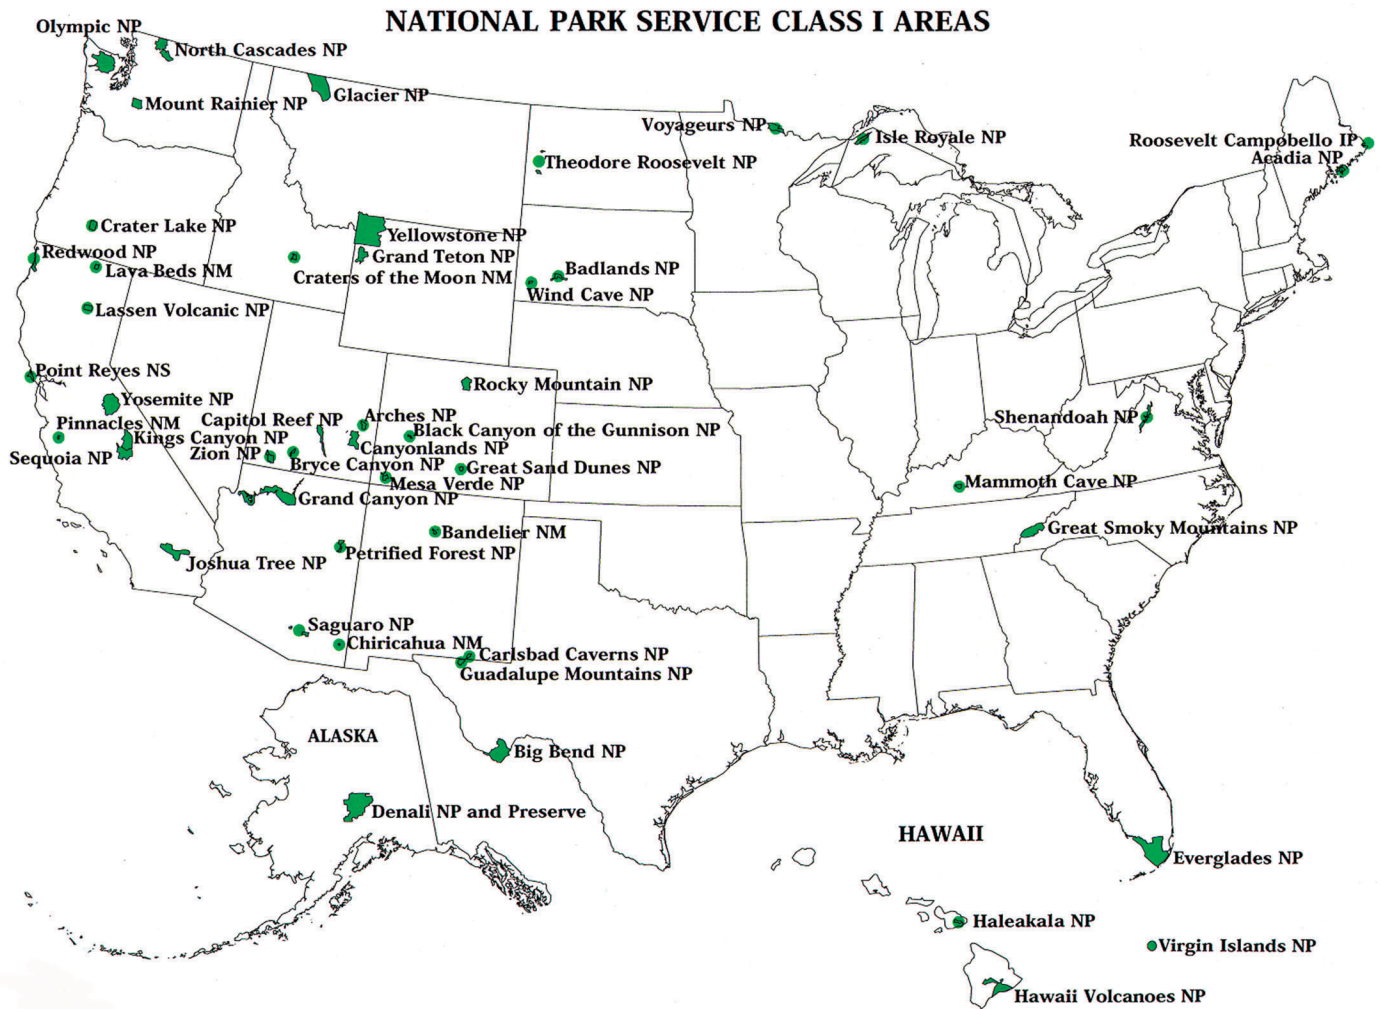 NATIONAL PARK SERVICE CLASS I AREAS
Olympic NP
North Cascades NP
Glacier NP
Mount Rainier NP
Voyageurs NP
Isle Royale NP
Roosevelt Campobello IP
Acadia NP
Theodore Roosevelt NP
Crater Lake NP
Yellowstone NP
Redwood NP
Grand Teton NP
Lava Beds NM
Craters of the Moon NM
Badlands NP
Wind Cave NP
Lassen Volcanic NP
Point Reyes NS
Rocky Mountain NP
Yosemite NP
Capitol Reef NP
Arches NP
Shenandoah NP
Pinnacles NM
Black Canyon of the Gunnison NP
Kings Canyon NP
Canyonlands NP
Zion NP
Sequoia NP
Bryce Canyon NP
Great Sand Dunes NP
Mesa Verde NP
Mammoth Cave NP
Grand Canyon NP
Great Smoky Mountains NP
Bandelier NM
Petrified Forest NP
Joshua Tree NP
Saguaro NP
Chiricahua NM
Carlsbad Caverns NP
Guadalupe Mountains NP
ALASKA
Big Bend NP
Denali NP and Preserve
HAWAII
Everglades NP
Haleakala NP
Virgin Islands NP
Hawaii Volcanoes NP